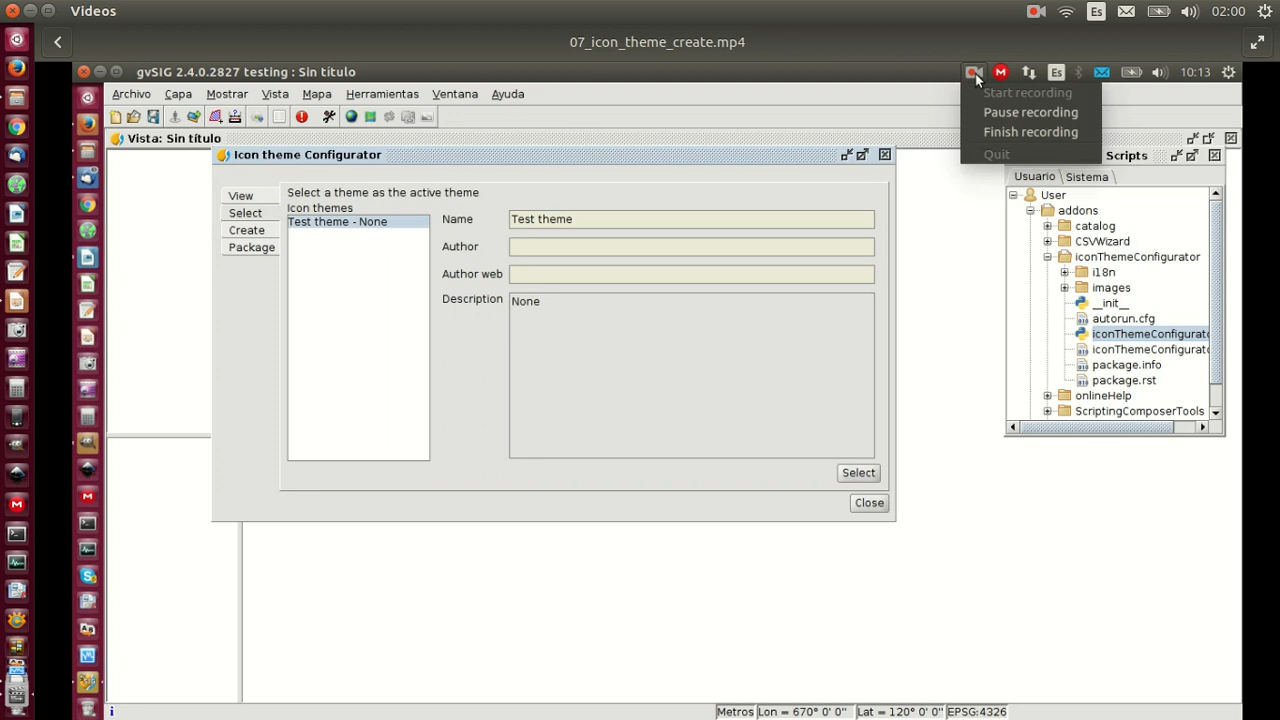 Videos
Es
02:00
07_icon_theme_create.mp4
gvSIG 2.4.0.2827 testing : Sin título
M
Es
10:13
Archivo Capa Mostrar Vista Mapa Herramientas Ventana Ayuda
Start recording
Pause recording
Finish recording
Quit
Vista: Sin título
Icon theme Configurator
View
Select
Create
Package
Select a theme as the active theme
Icon themes
Test theme - None
Name Test theme
Author
Author web
Description None
Select
Close
Scripts
Usuario Sistema
User
addons
catalog
CSVWizard
iconThemeConfigurator
i18n
images
__init__
autorun.cfg
iconThemeConfigurato
iconThemeConfigurato
package.info
package.rst
onlineHelp
ScriptingComposerTools
Metros Lon = 670° 0' 0" Lat = 120° 0' 0" EPSG:4326